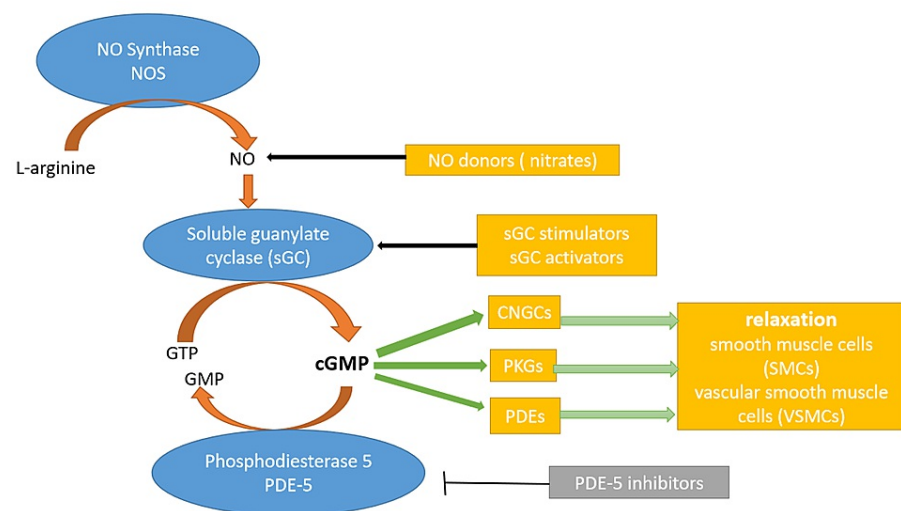 NO Synthase
NOS
L-arginine
NO
NO donors ( nitrates)
Soluble guanylate
cyclase (sGC)
sGC stimulators
sGC activators
GTP
GMP
cGMP
CNGCs
PKGs
PDEs
relaxation
smooth muscle cells
(SMCs)
vascular smooth muscle
cells (VSMCs)
Phosphodiesterase 5
PDE-5
PDE-5 inhibitors